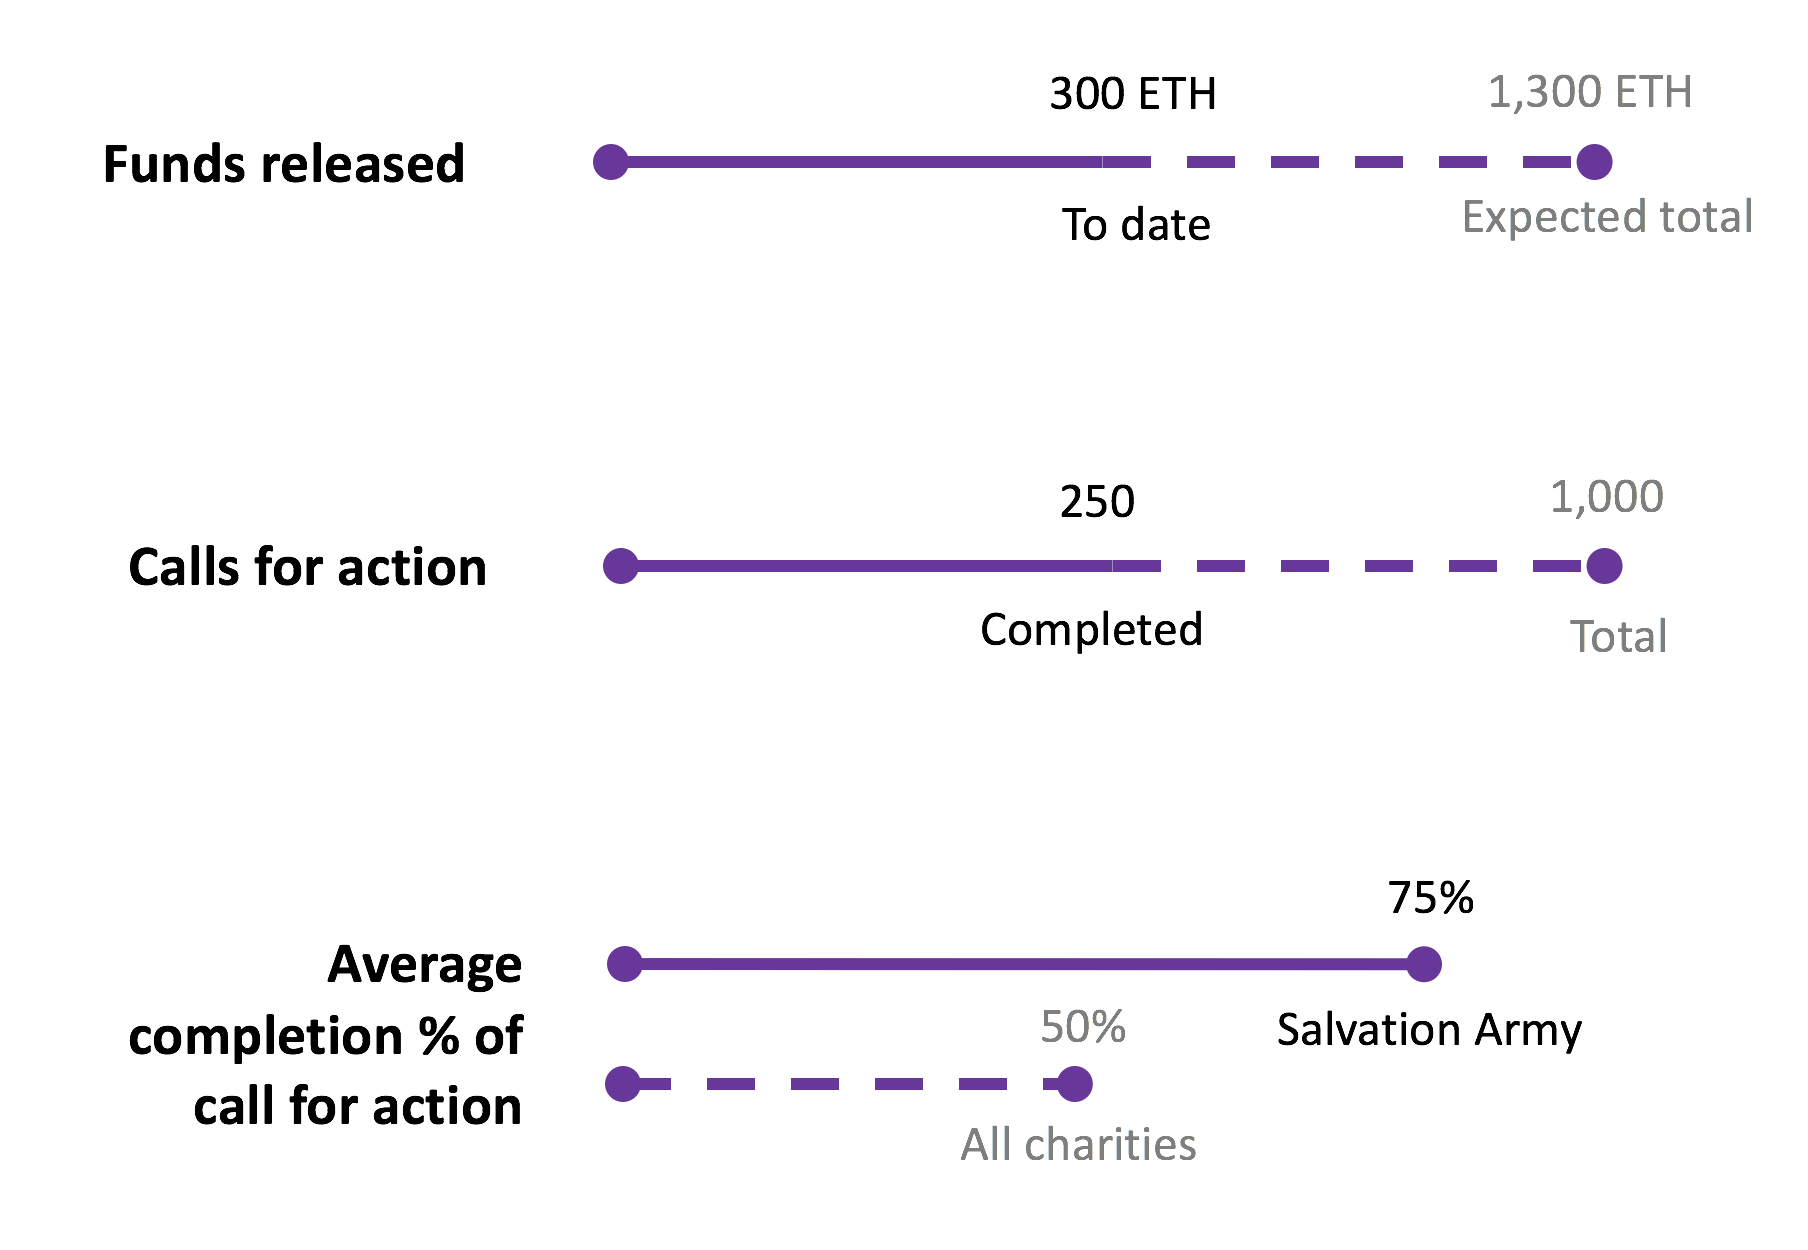 300 ETH
1,300 ETH
Funds released
To date
Expected total
250
1,000
Calls for action
Completed
Total
75%
Average
completion % of
call for action
Salvation Army
50%
All charities